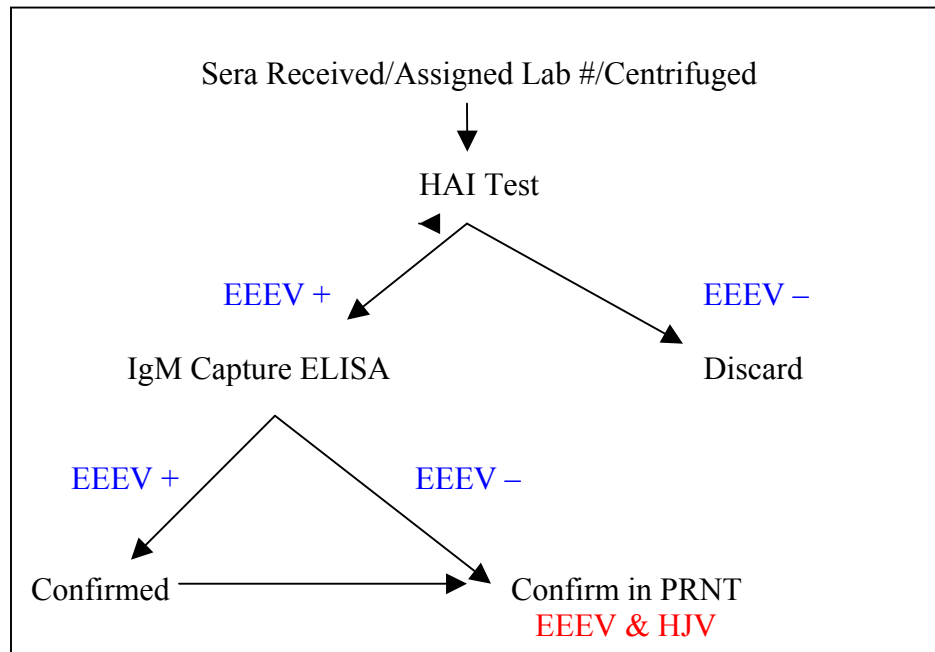 Sera Received/Assigned Lab #/Centrifuged
HAI Test
EEEV +
EEEV –
IgM Capture ELISA
Discard
EEEV +
EEEV –
Confirmed
Confirm in PRNT
EEEV & HJV